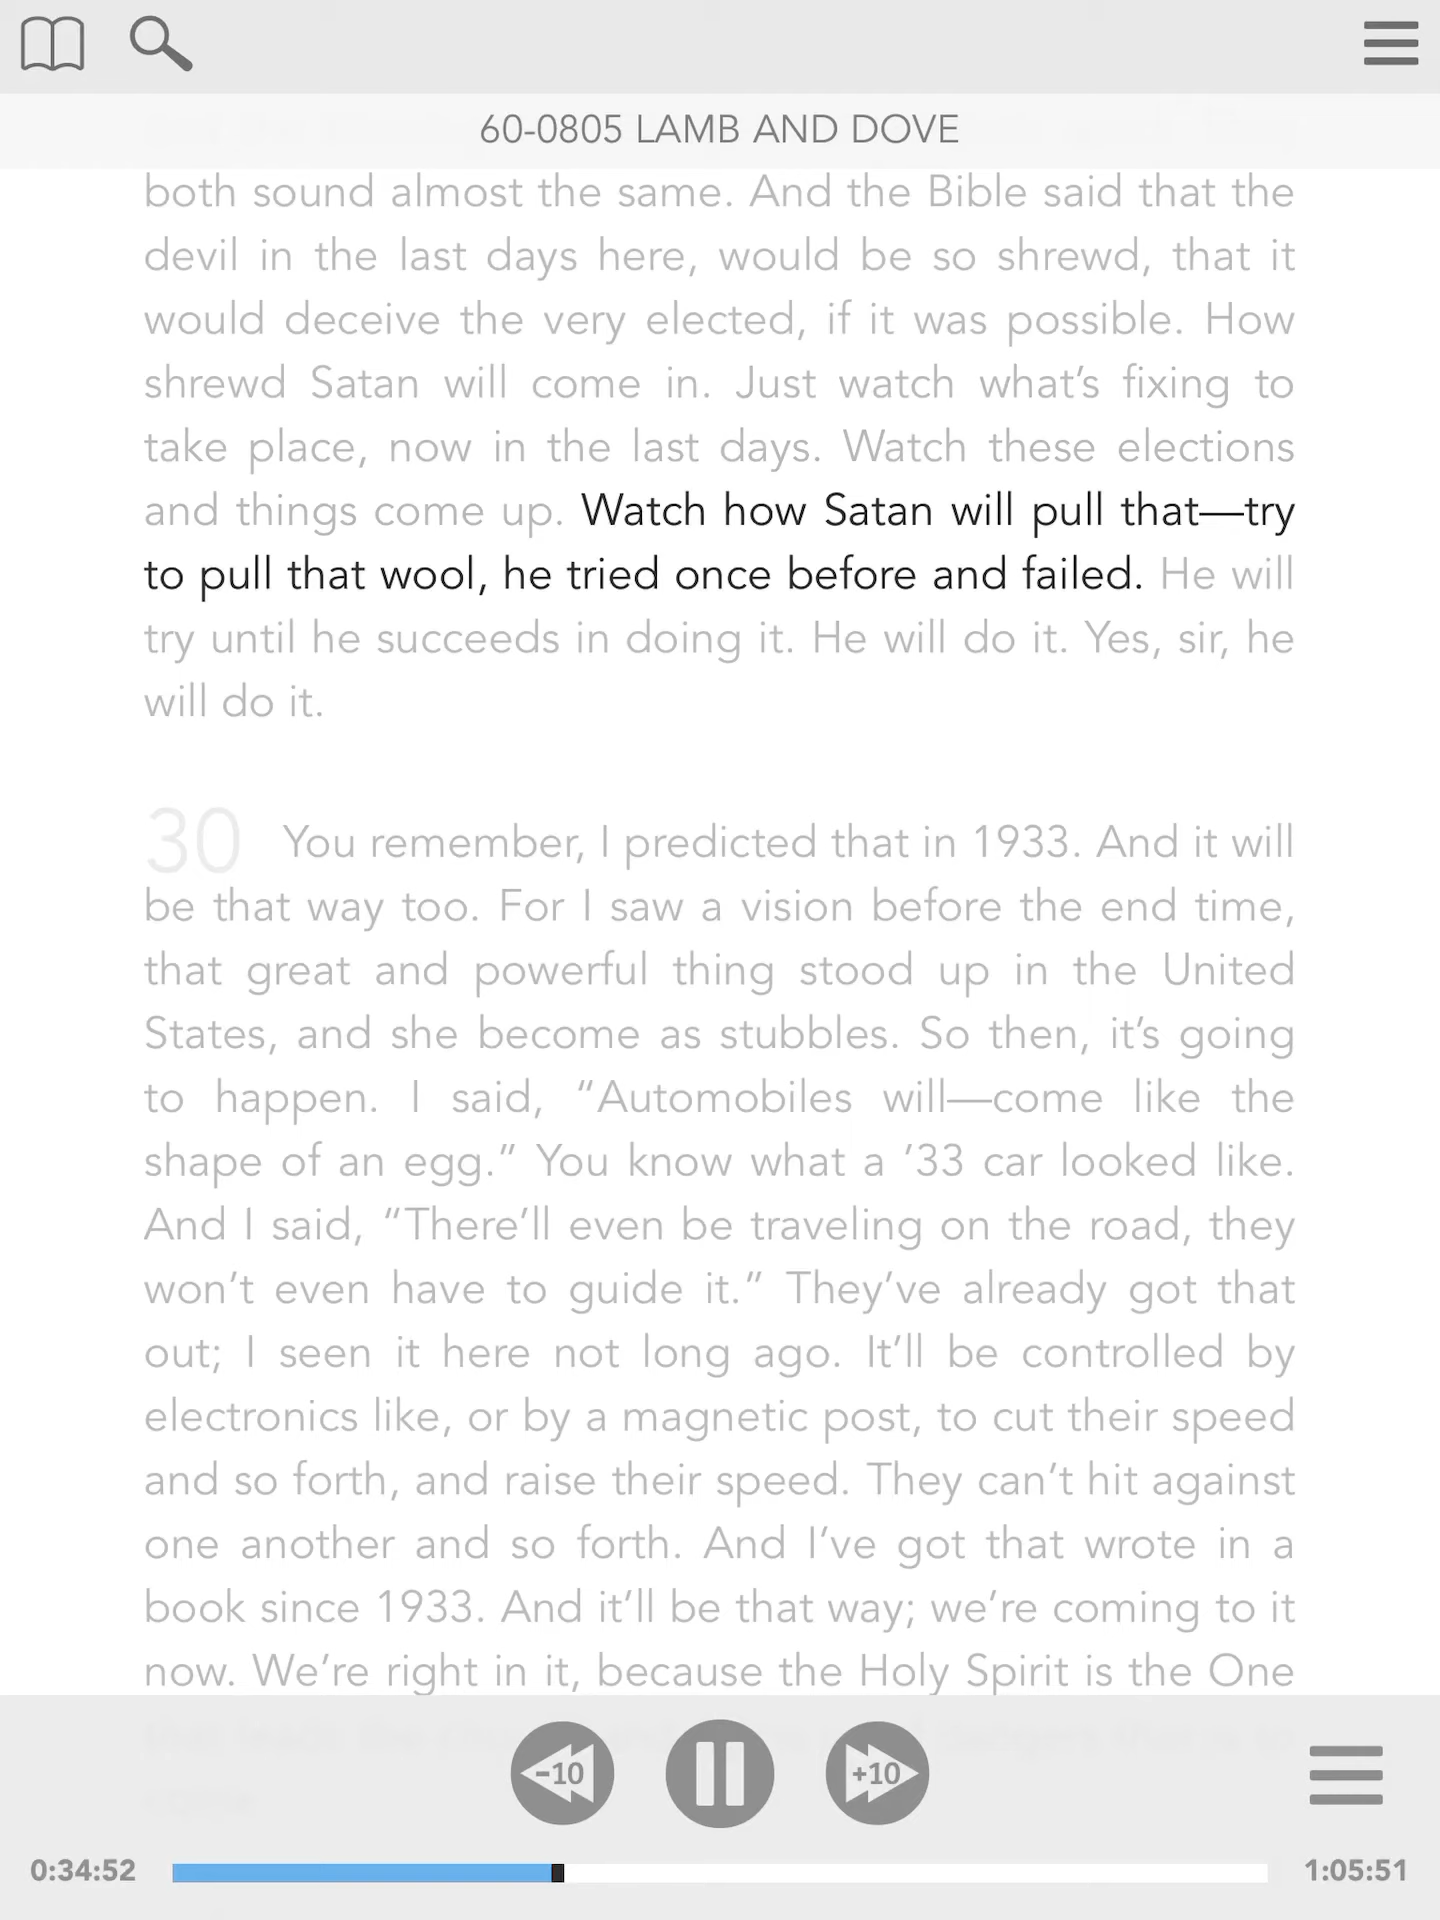 60-0805 LAMB AND DOVE
both sound almost the same. And the Bible said that the
devil in the last days here, would be so shrewd, that it
would deceive the very elected, if it was possible. How
shrewd Satan will come in. Just watch what’s fixing to
take place, now in the last days. Watch these elections
and things come up. Watch how Satan will pull that—try
to pull that wool, he tried once before and failed. He will
try until he succeeds in doing it. He will do it. Yes, sir, he
will do it.
30 You remember, I predicted that in 1933. And it will
be that way too. For I saw a vision before the end time,
that great and powerful thing stood up in the United
States, and she become as stubbles. So then, it’s going
to happen. I said, “Automobiles will—come like the
shape of an egg.” You know what a ’33 car looked like.
And I said, “There’ll even be traveling on the road, they
won’t even have to guide it.” They’ve already got that
out; I seen it here not long ago. It’ll be controlled by
electronics like, or by a magnetic post, to cut their speed
and so forth, and raise their speed. They can’t hit against
one another and so forth. And I’ve got that wrote in a
book since 1933. And it’ll be that way; we’re coming to it
now. We’re right in it, because the Holy Spirit is the One
-10 +10
0:34:52 1:05:51